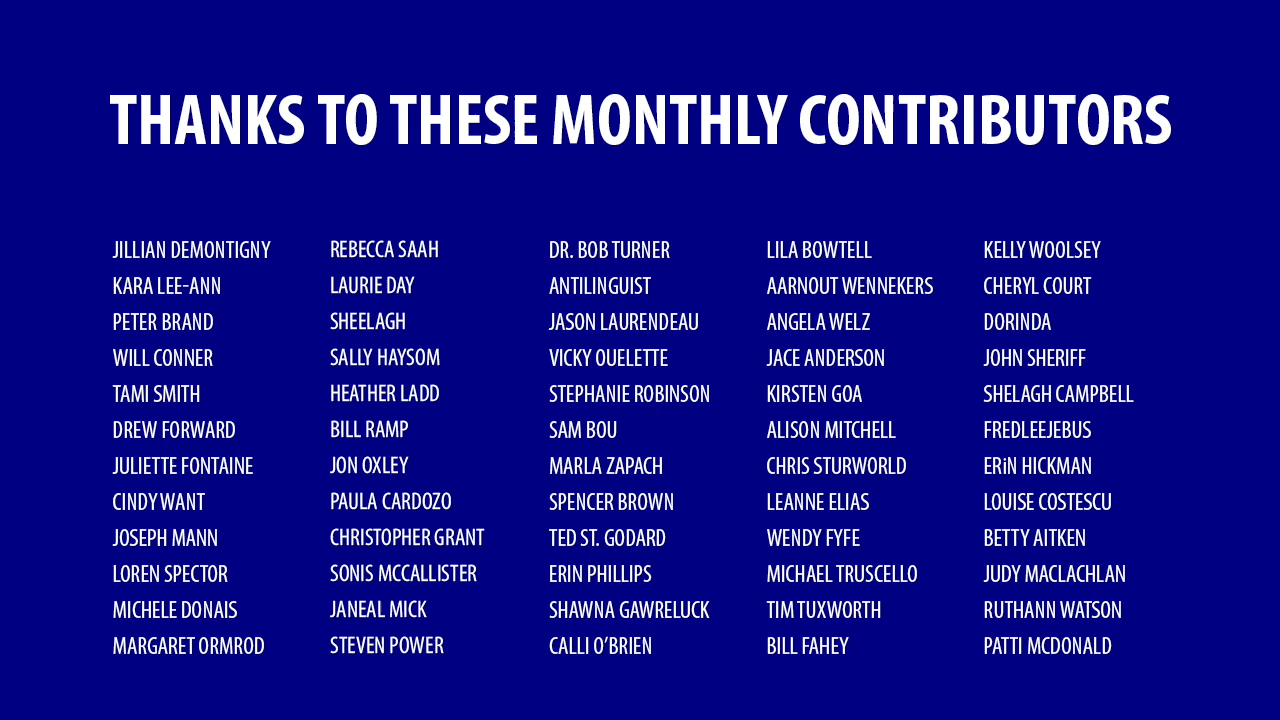 THANKS TO THESE MONTHLY CONTRIBUTORS
JILLIAN DEMONTIGNY
KARA LEE-ANN
PETER BRAND
WILL CONNER
TAMI SMITH
DREW FORWARD
JULIETTE FONTAINE
CINDY WANT
JOSEPH MANN
LOREN SPECTOR
MICHELE DONAIS
MARGARET ORMROD
REBECCA SAAH
LAURIE DAY
SHEELAGH
SALLY HAYSOM
HEATHER LADD
BILL RAMP
JON OXLEY
PAULA CARDOZO
CHRISTOPHER GRANT
SONIS MCCALLISTER
JANEAL MICK
STEVEN POWER
DR. BOB TURNER
ANTILINGUIST
JASON LAURENDEAU
VICKY OUELETTE
STEPHANIE ROBINSON
SAM BOU
MARLA ZAPACH
SPENCER BROWN
TED ST. GODARD
ERIN PHILLIPS
SHAWNA GAWRELUCK
CALLI O’BRIEN
LILA BOWTELL
AARNOUT WENNEKERS
ANGELA WELZ
JACE ANDERSON
KIRSTEN GOA
ALISON MITCHELL
CHRIS STURWORLD
LEANNE ELIAS
WENDY FYFE
MICHAEL TRUSCELLO
TIM TUXWORTH
BILL FAHEY
KELLY WOOLSEY
CHERYL COURT
DORINDA
JOHN SHERIFF
SHELAGH CAMPBELL
FREDLEEJEBUS
ERiN HICKMAN
LOUISE COSTESCU
BETTY AITKEN
JUDY MACLACHLAN
RUTHANN WATSON
PATTI MCDONALD